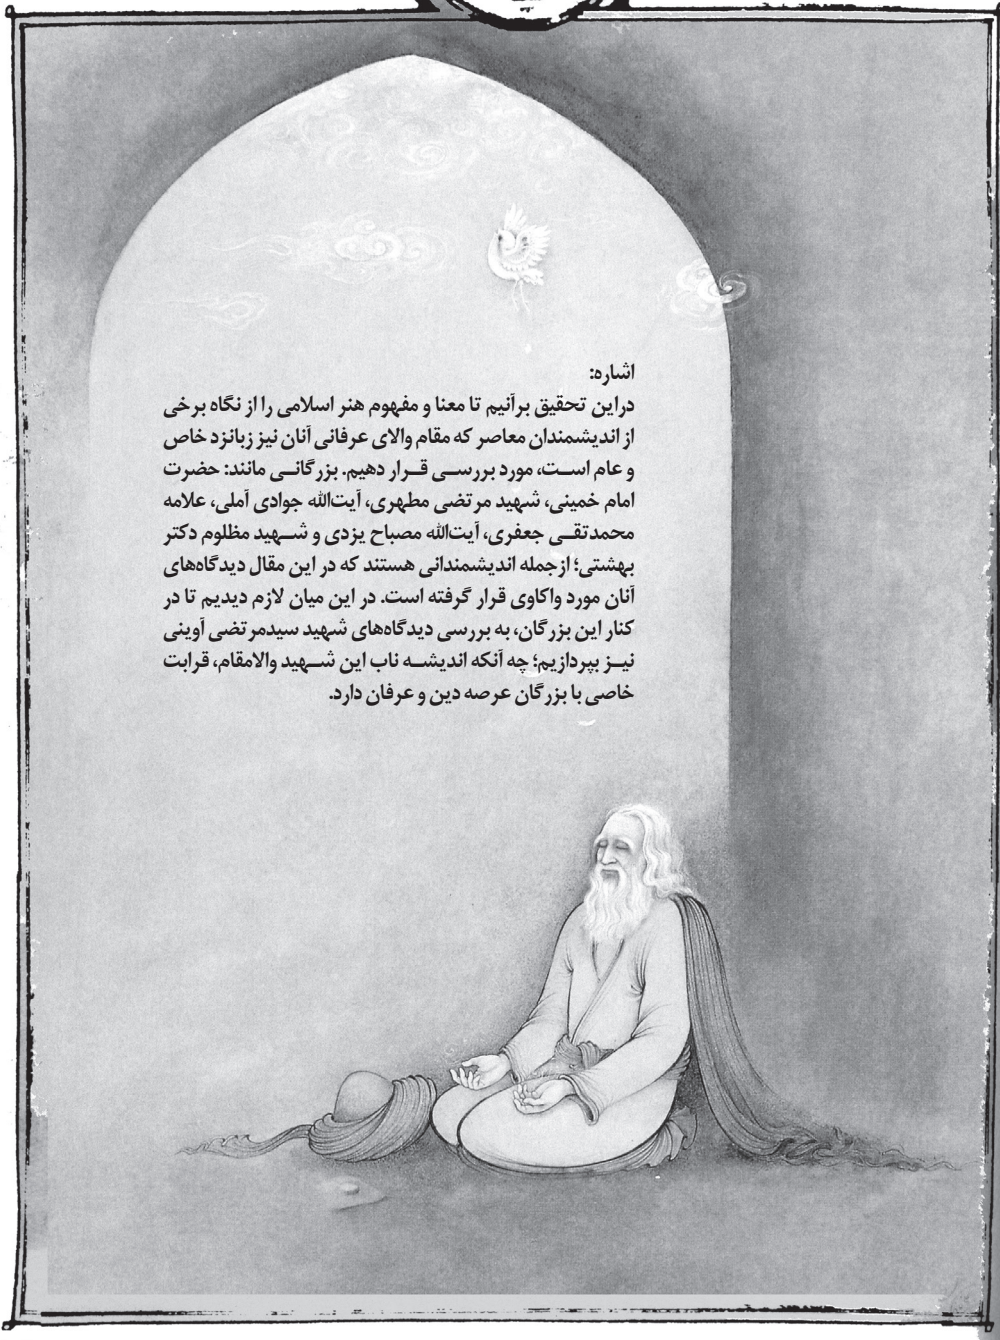 اشاره:
دراین تحقیق برآنیم تا معنا و مفهوم هنر اسلامی را از نگاه برخی
از اندیشمندان معاصر که مقام والای عرفانی آنان نیز زبانزد خاص
و عام است، مورد بررسی قرار دهیم. بزرگانی مانند: حضرت
امام خمینی، شهید مرتضی مطهری، آیت‌الله جوادی آملی، علامه
محمدتقی جعفری، آیت‌الله مصباح یزدی و شهید مظلوم دکتر
بهشتی؛ ازجمله اندیشمندانی هستند که در این مقال دیدگاه‌های
آنان مورد واکاوی قرار گرفته است. در این میان لازم دیدیم تا در
کنار این بزرگان، به بررسی دیدگاه‌های شهید سیدمرتضی آوینی
نیز بپردازیم؛ چه آنکه اندیشه ناب این شهید والامقام، قرابت
خاصی با بزرگان عرصه دین و عرفان دارد.